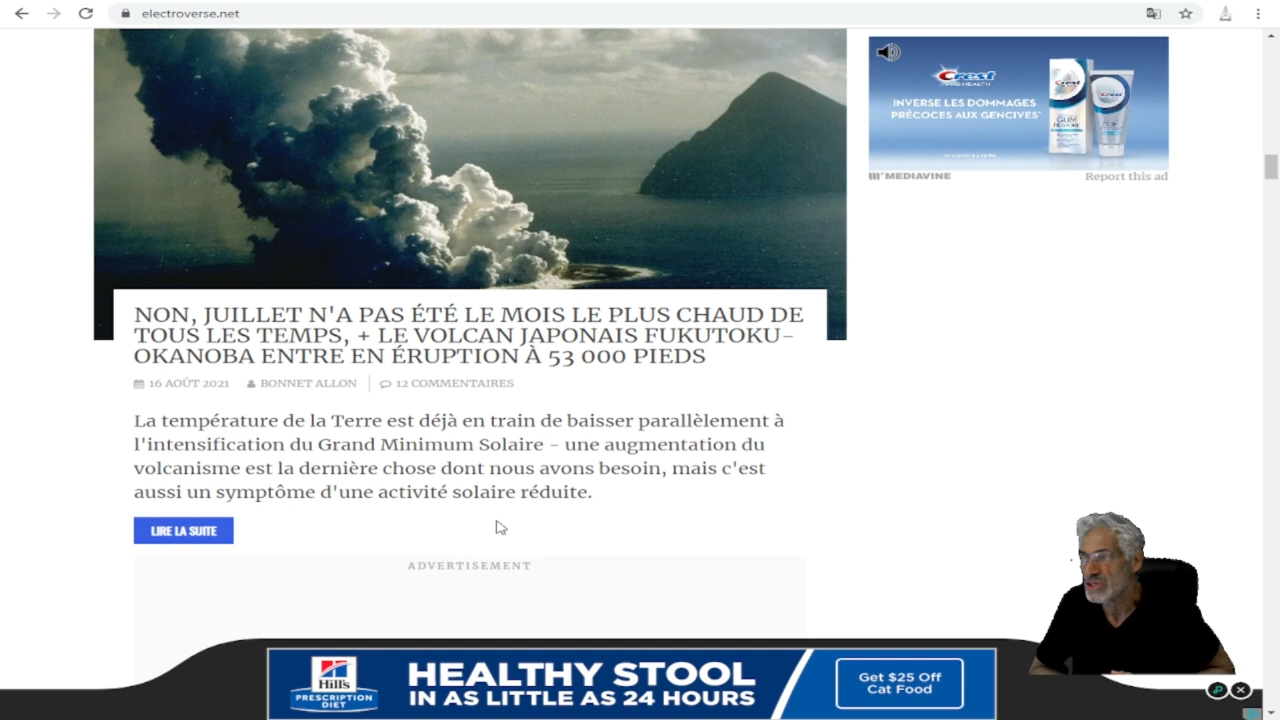 electroverse.net
Crest
PRO-HEALTH
INVERSE LES DOMMAGES
PRÉCOCES AUX GENCIVES*
MEDIAVINE
Report this ad
NON, JUILLET N'A PAS ÉTÉ LE MOIS LE PLUS CHAUD DE
TOUS LES TEMPS, + LE VOLCAN JAPONAIS FUKUTOKU-
OKANOBA ENTRE EN ÉRUPTION À 53 000 PIEDS
16 AOÛT 2021 BONNET ALLON 12 COMMENTAIRES
La température de la Terre est déjà en train de baisser parallèlement à
l'intensification du Grand Minimum Solaire - une augmentation du
volcanisme est la dernière chose dont nous avons besoin, mais c'est
aussi un symptôme d'une activité solaire réduite.
LIRE LA SUITE
ADVERTISEMENT
Hill's
PRESCRIPTION
DIET
HEALTHY STOOL
IN AS LITTLE AS 24 HOURS
Get $25 Off
Cat Food